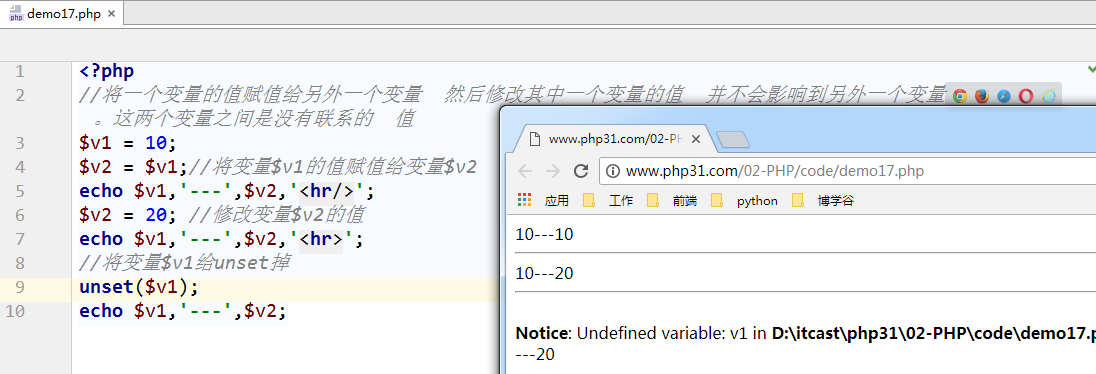 demo17.php
1 <?php
2 //将一个变量的值赋值给另外一个变量 然后修改其中一个变量的值 并不会影响到另外一个变量
。这两个变量之间是没有联系的 值
3 $v1 = 10;
4 $v2 = $v1;//将变量$v1的值赋值给变量$v2
5 echo $v1,'---',$v2,'<hr/>';
6 $v2 = 20; //修改变量$v2的值
7 echo $v1,'---',$v2,'<hr>';
8 //将变量$v1给unset掉
9 unset($v1);
10 echo $v1,'---',$v2;
www.php31.com/02-PH
www.php31.com/02-PHP/code/demo17.php
应用 工作 前端 python 博学谷
10---10
10---20
Notice: Undefined variable: v1 in D:\itcast\php31\02-PHP\code\demo17.p
---20